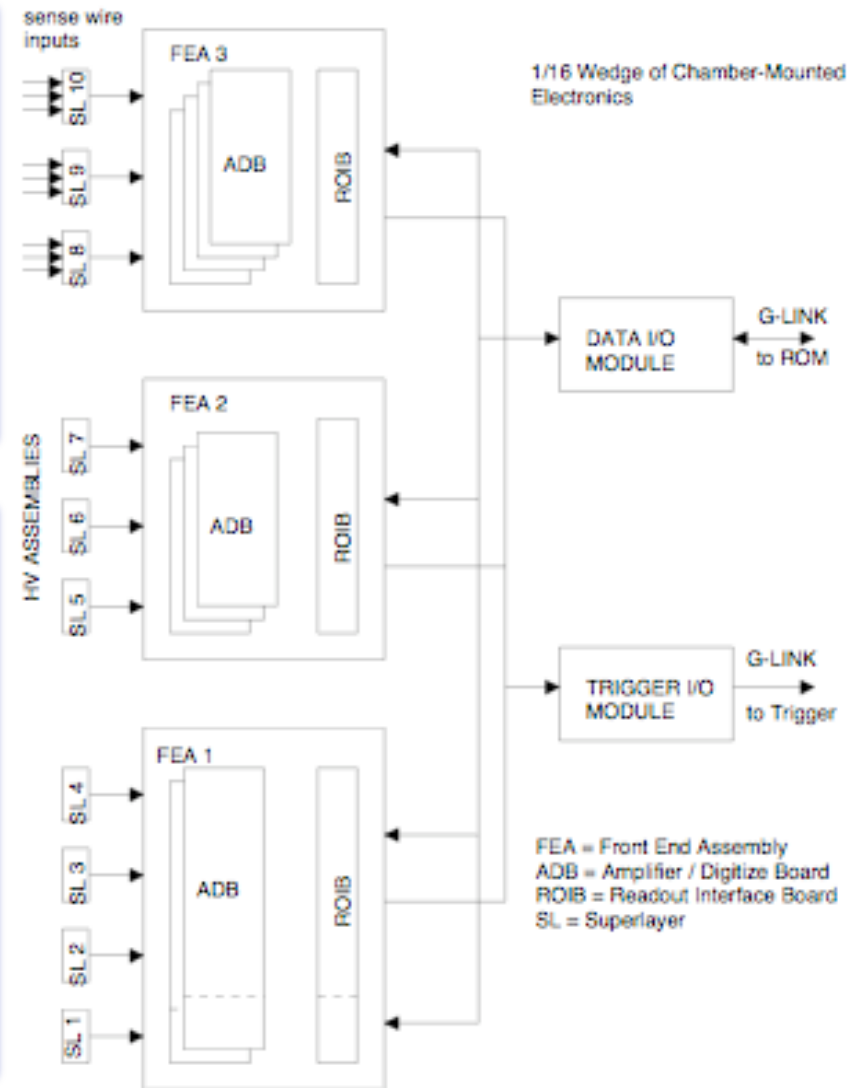 sense wire
inputs
FEA 3
1/16 Wedge of Chamber-Mounted
Electronics
SL 10
SL 9
SL 8
ADB
ROIB
DATA I/O
MODULE
G-LINK
to ROM
HV ASSEMBLIES
FEA 2
SL 7
SL 6
SL 5
ADB
ROIB
TRIGGER I/O
MODULE
G-LINK
to Trigger
FEA 1
SL 4
SL 3
SL 2
SL 1
ADB
ROIB
FEA = Front End Assembly
ADB = Amplifier / Digitize Board
ROIB = Readout Interface Board
SL = Superlayer